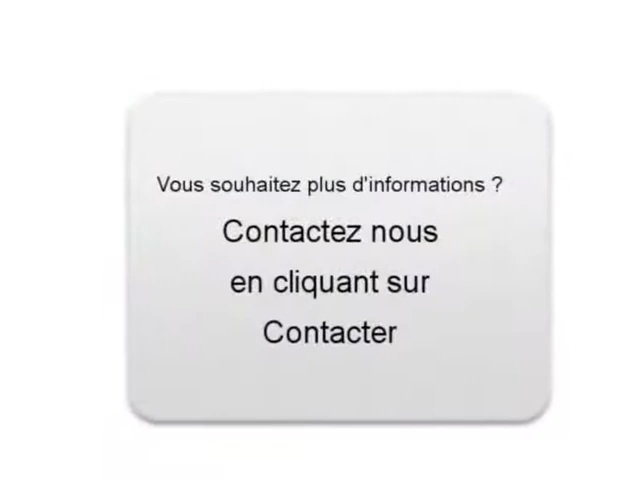 Vous souhaitez plus d'informations ?
Contactez nous
en cliquant sur
Contacter